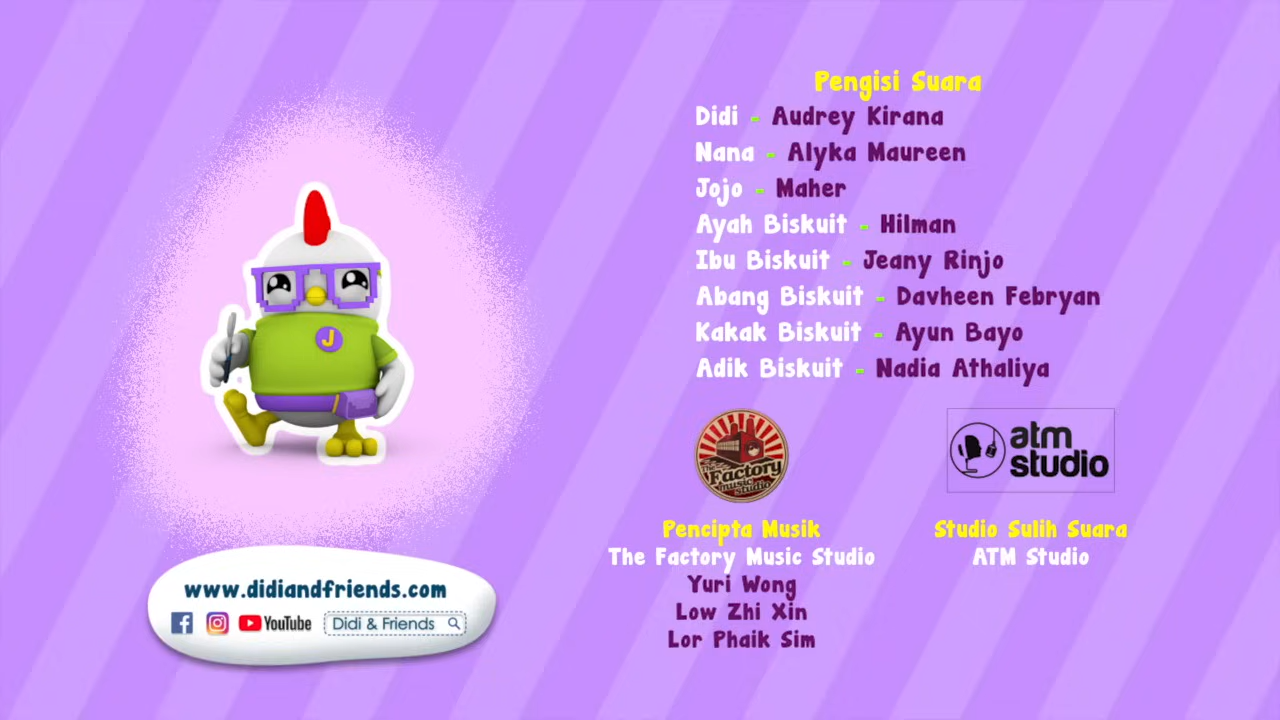 Pengisi Suara
Didi - Audrey Kirana
Nana - Alyka Maureen
Jojo - Maher
Ayah Biskuit - Hilman
Ibu Biskuit - Jeany Rinjo
Abang Biskuit - Davheen Febryan
Kakak Biskuit - Ayun Bayo
Adik Biskuit - Nadia Athaliya
J
The Factory music studio
atm studio
Pencipta Musik
The Factory Music Studio
Yuri Wong
Low Zhi Xin
Lor Phaik Sim
Studio Sulih Suara
ATM Studio
www.didiandfriends.com
YouTube Didi & Friends